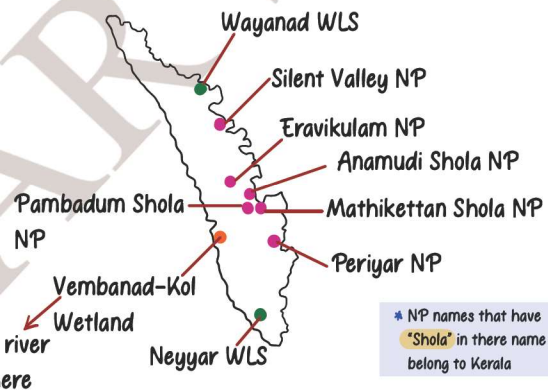 Wayanad WLS
Silent Valley NP
Eravikulam NP
Anamudi Shola NP
Pambadum Shola
NP
Mathikettan Shola NP
Periyar NP
Vembanad-Kol
Wetland
river
ere
Neyyar WLS
* NP names that have
"Shola" in there name
belong to Kerala